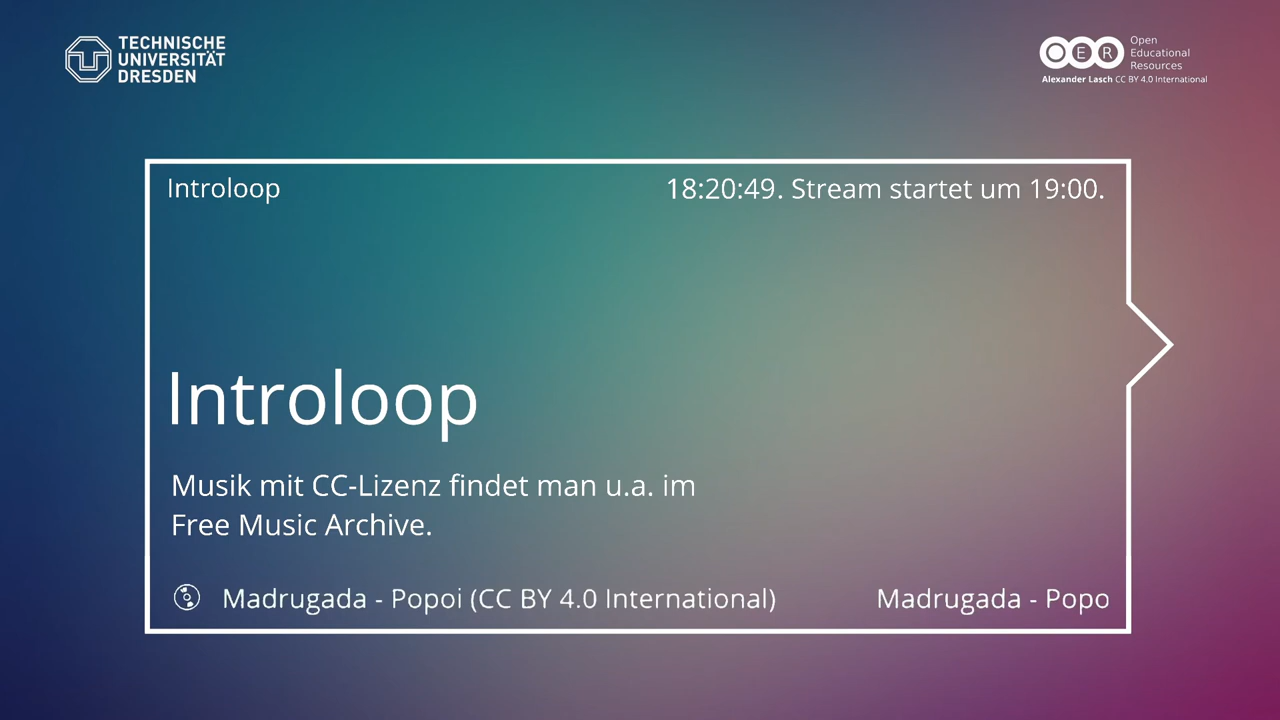 TECHNISCHE
UNIVERSITÄT
DRESDEN
OER
Open
Educational
Resources
Alexander Lasch CC BY 4.0 International
Introloop
18:20:49. Stream startet um 19:00.
Introloop
Musik mit CC-Lizenz findet man u.a. im
Free Music Archive.
Madrugada - Popoi (CC BY 4.0 International)
Madrugada - Popo